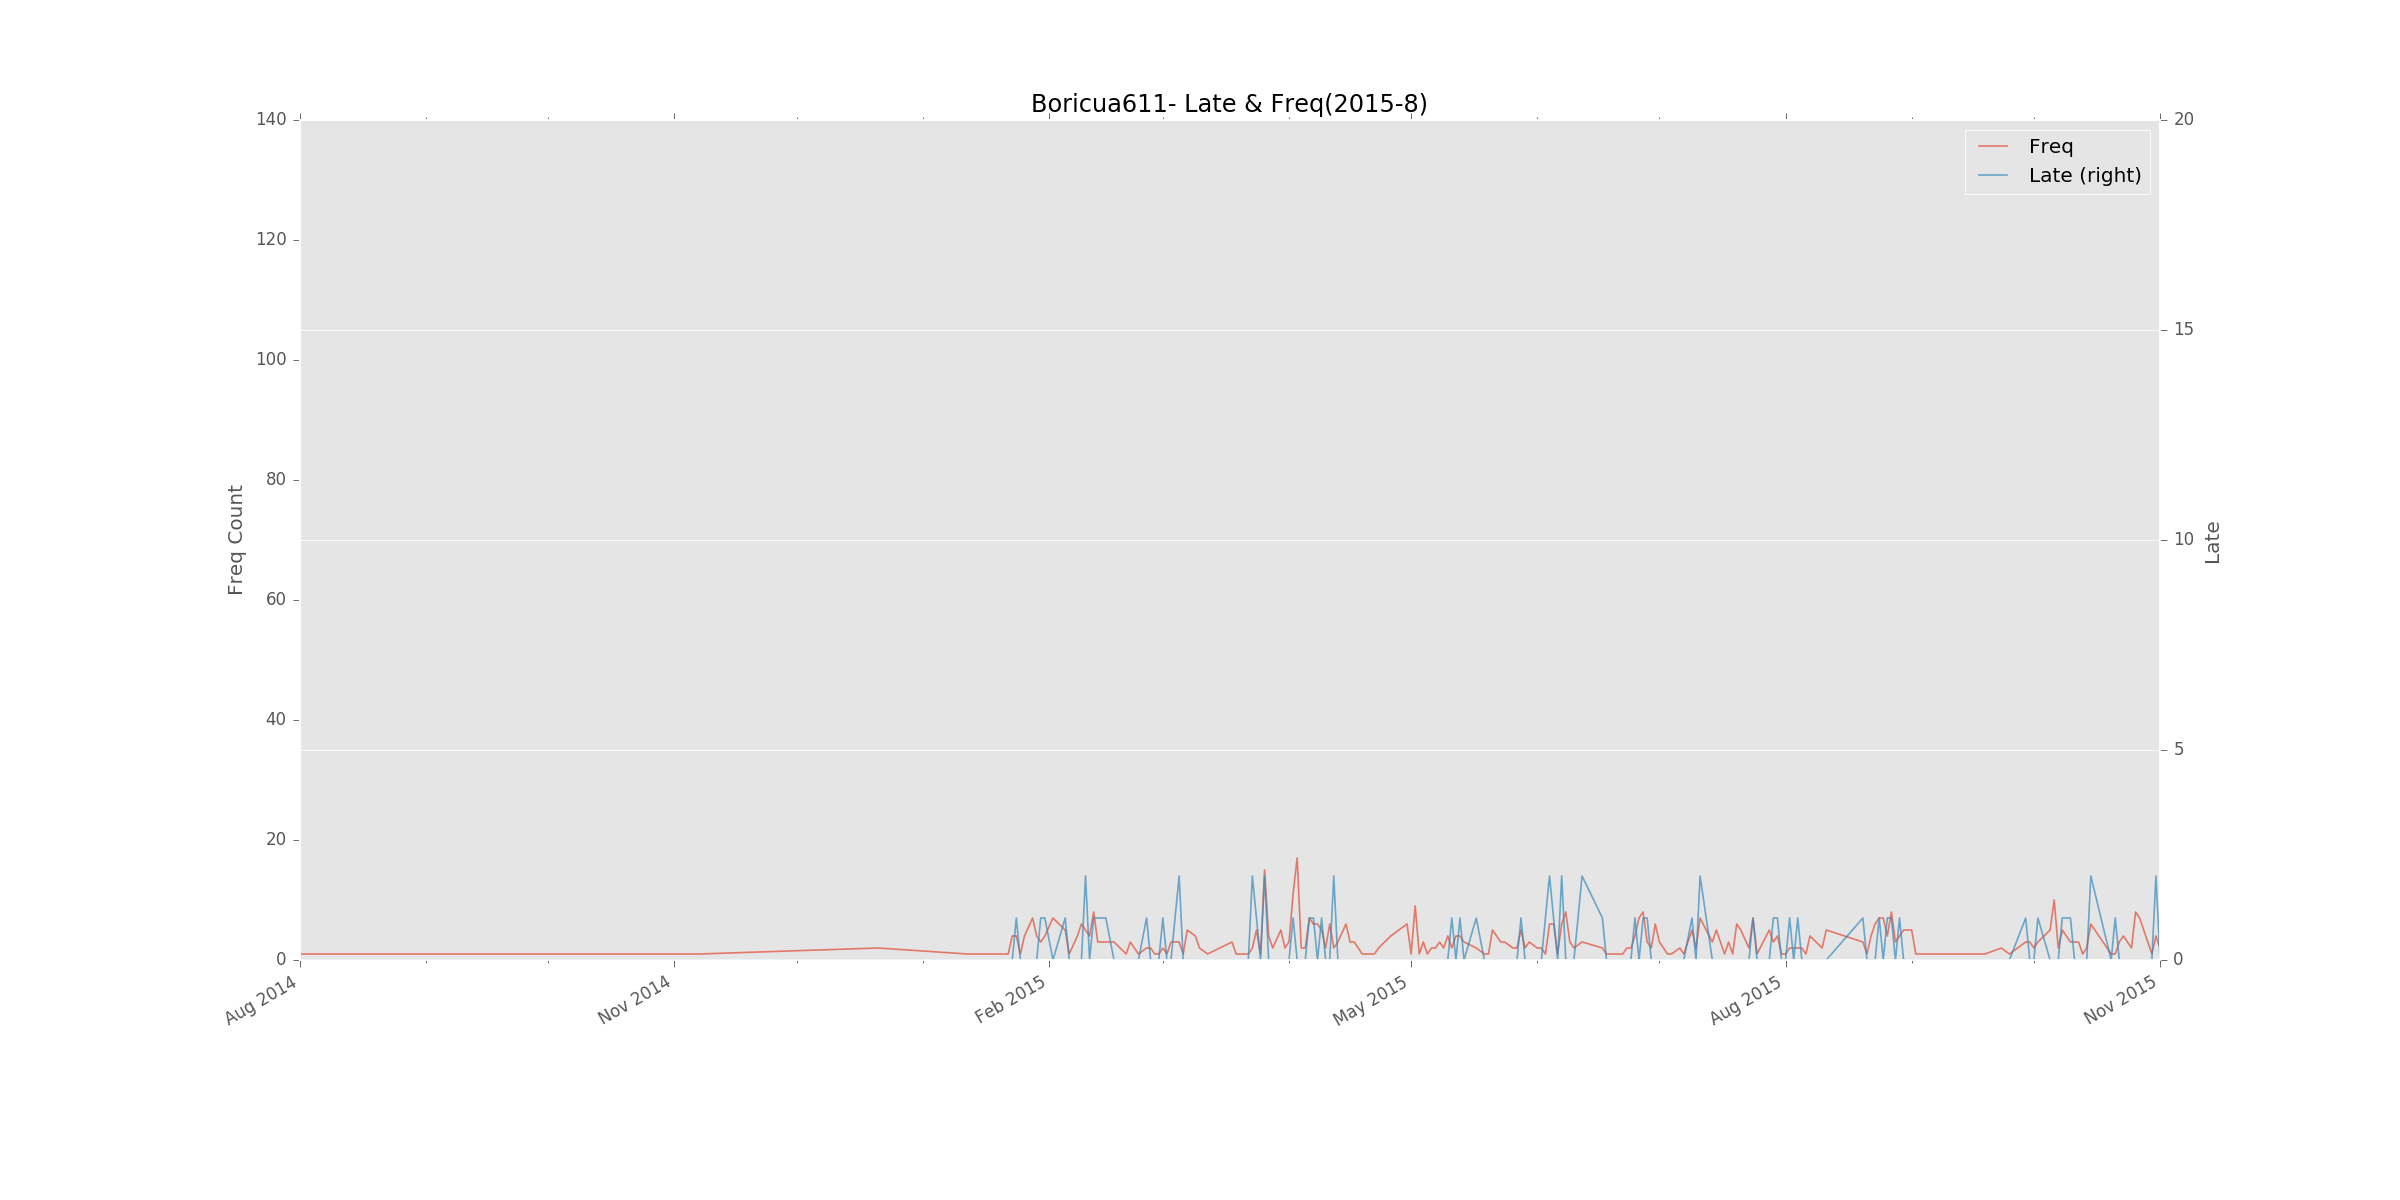 Boricua611- Late & Freq(2015-8)
Freq
Late (right)
140
120
100
80
60
40
20
0
Freq Count
20
15
10
5
0
Late
Aug 2014
Nov 2014
Feb 2015
May 2015
Aug 2015
Nov 2015